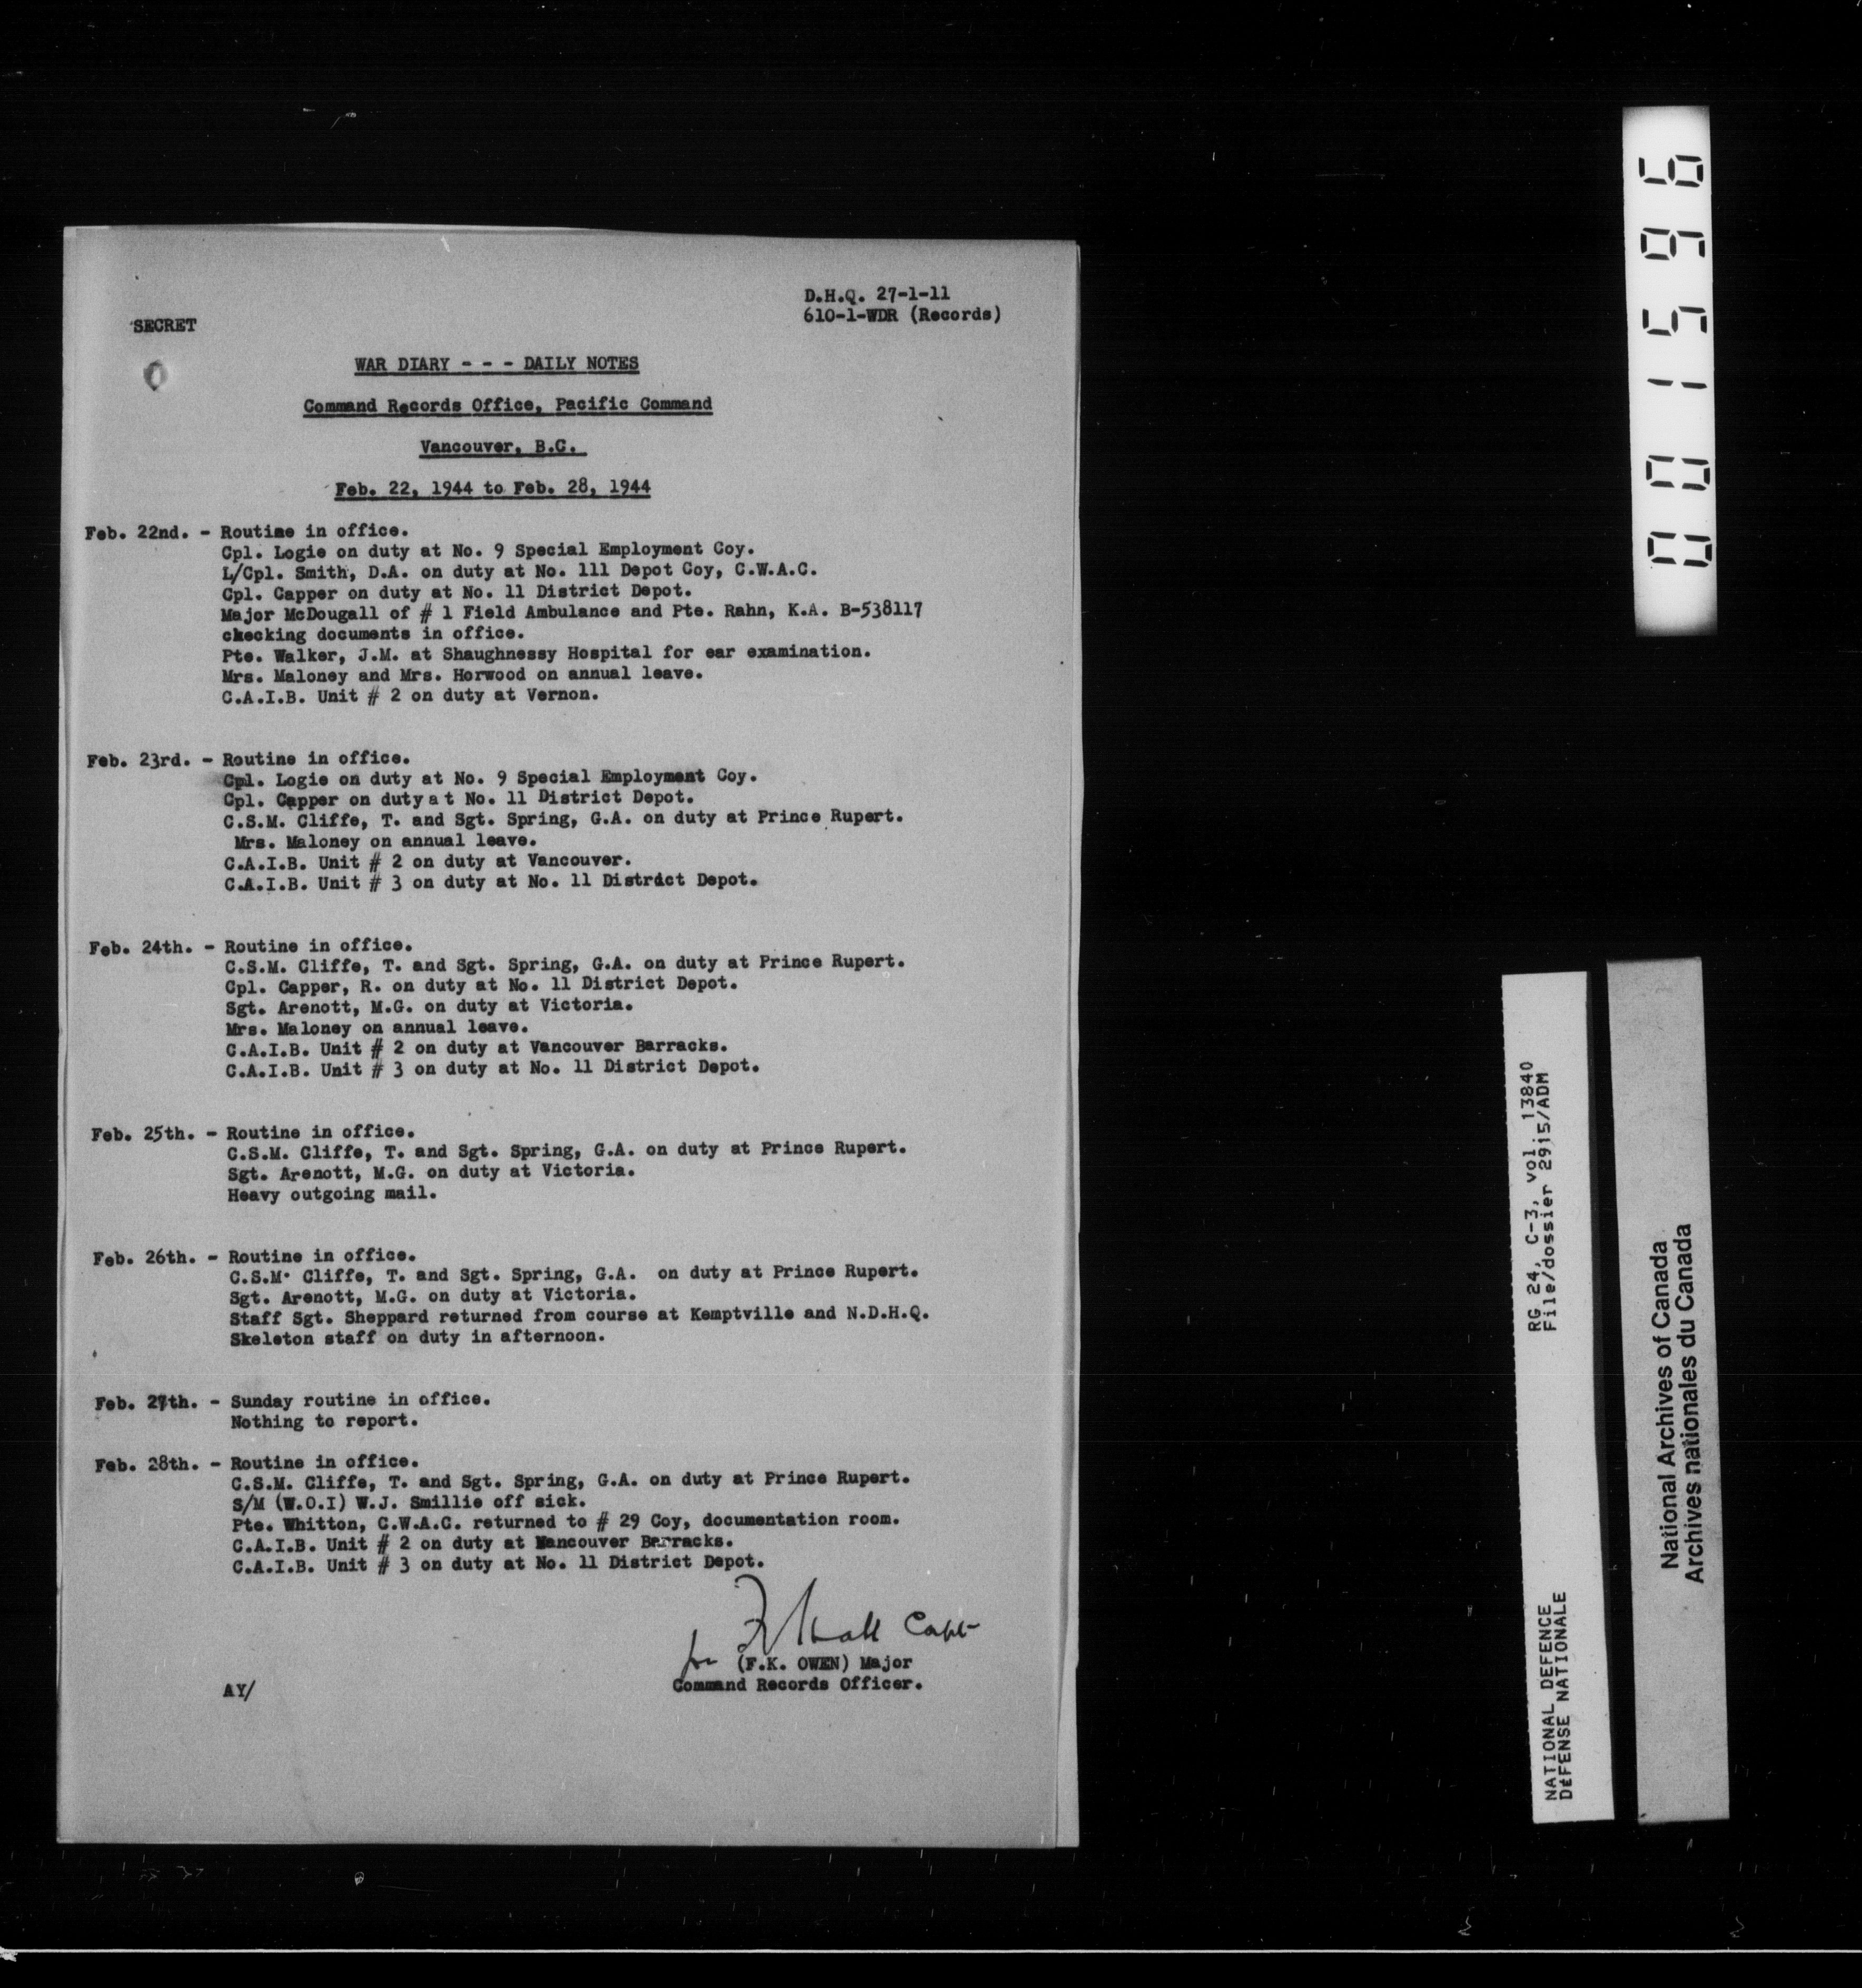 D.H.Q. 27-1-11
610-1-WDR (Records)
SECRET
WAR DIARY - - - DAILY NOTES
Command Records Office, Pacific Command
Vancouver, B.C.
Feb. 22, 1944 to Feb. 28, 1944
Feb. 22nd. - Routine in office.
Cpl. Logie on duty at No. 9 Special Employment Coy.
L/Cpl. Smith, D.A. on duty at No. 111 Depot Coy, C.W.A.C.
Cpl. Capper on duty at No. 11 District Depot.
Major McDougall of # 1 Field Ambulance and Pte. Rahn, K.A. B-538117
checking documents in office.
Pte. Walker, J.M. at Shaughnessy Hospital for ear examination.
Mrs. Maloney and Mrs. Horwood on annual leave.
C.A.I.B. Unit # 2 on duty at Vernon.
Feb. 23rd. - Routine in office.
Cpl. Logie on duty at No. 9 Special Employment Coy.
Cpl. Capper on duty at No. 11 District Depot.
C.S.M. Cliffe, T. and Sgt. Spring, G.A. on duty at Prince Rupert.
Mrs. Maloney on annual leave.
C.A.I.B. Unit # 2 on duty at Vancouver.
C.A.I.B. Unit # 3 on duty at No. 11 District Depot.
Feb. 24th. - Routine in office.
C.S.M. Cliffe, T. and Sgt. Spring, G.A. on duty at Prince Rupert.
Cpl. Capper, R. on duty at No. 11 District Depot.
Sgt. Arenott, M.G. on duty at Victoria.
Mrs. Maloney on annual leave.
C.A.I.B. Unit # 2 on duty at Vancouver Barracks.
C.A.I.B. Unit # 3 on duty at No. 11 District Depot.
Feb. 25th. - Routine in office.
C.S.M. Cliffe, T. and Sgt. Spring, G.A. on duty at Prince Rupert.
Sgt. Arenott, M.G. on duty at Victoria.
Heavy outgoing mail.
Feb. 26th. - Routine in office.
C.S.M. Cliffe, T. and Sgt. Spring, G.A. on duty at Prince Rupert.
Sgt. Arenott, M.G. on duty at Victoria.
Staff Sgt. Sheppard returned from course at Kemptville and N.D.H.Q.
Skeleton staff on duty in afternoon.
Feb. 27th. - Sunday routine in office.
Nothing to report.
Feb. 28th. - Routine in office.
C.S.M. Cliffe, T. and Sgt. Spring, G.A. on duty at Prince Rupert.
S/M (W.O.I) W.J. Smillie off sick.
Pte. Whitton, C.W.A.C. returned to # 29 Coy, documentation room.
C.A.I.B. Unit # 2 on duty at Vancouver Barracks.
C.A.I.B. Unit # 3 on duty at No. 11 District Depot.
Hall Capt
for (F.K. OWEN) Major
Command Records Officer.
AY/
001596
RG 24, C-3, vol. 13840
File/dossier 2915/ADM
NATIONAL DEFENCE
DÉFENSE NATIONALE
National Archives of Canada
Archives nationales du Canada